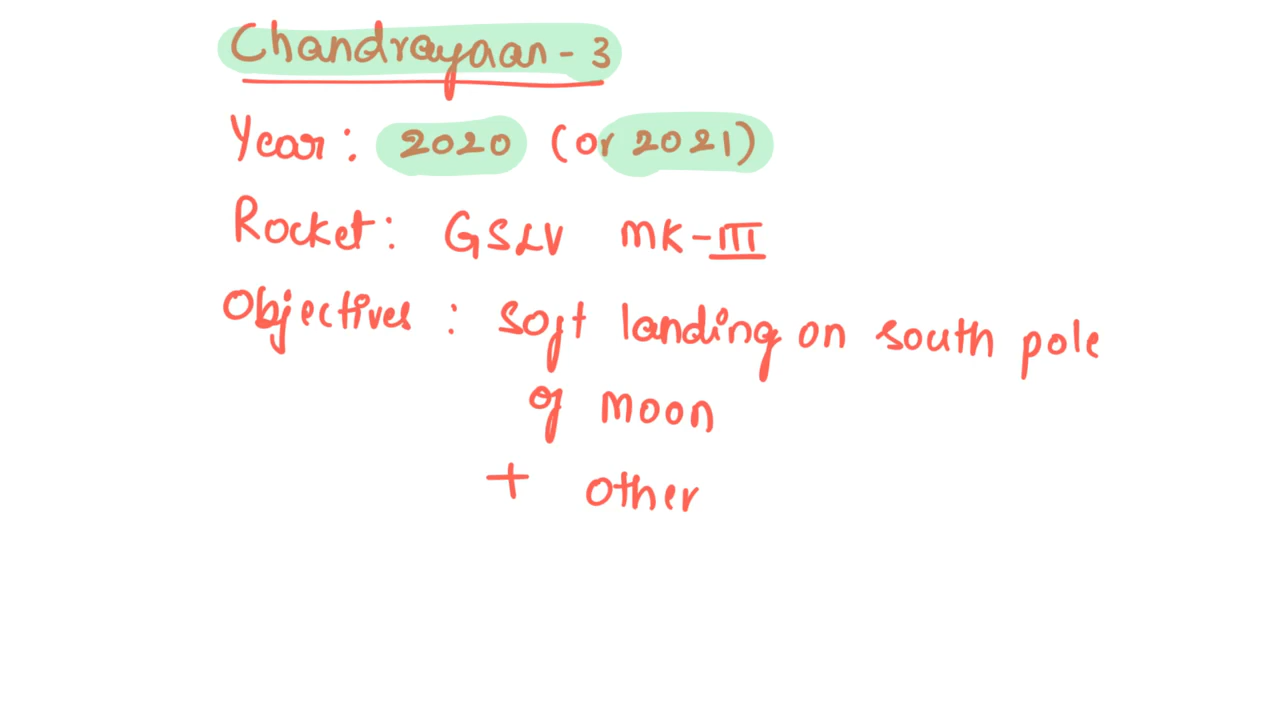 Chandrayaan - 3
Year: 2020 (or 2021)
Rocket: GSLV MK-III
Objectives : Soft landing on south pole
of Moon
+ Other